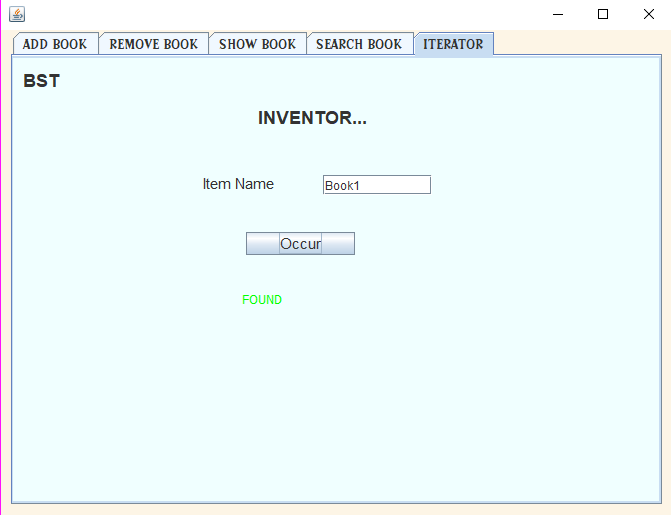 ADD BOOK REMOVE BOOK SHOW BOOK SEARCH BOOK ITERATOR
BST
INVENTOR...
Item Name Book1
Occur
FOUND